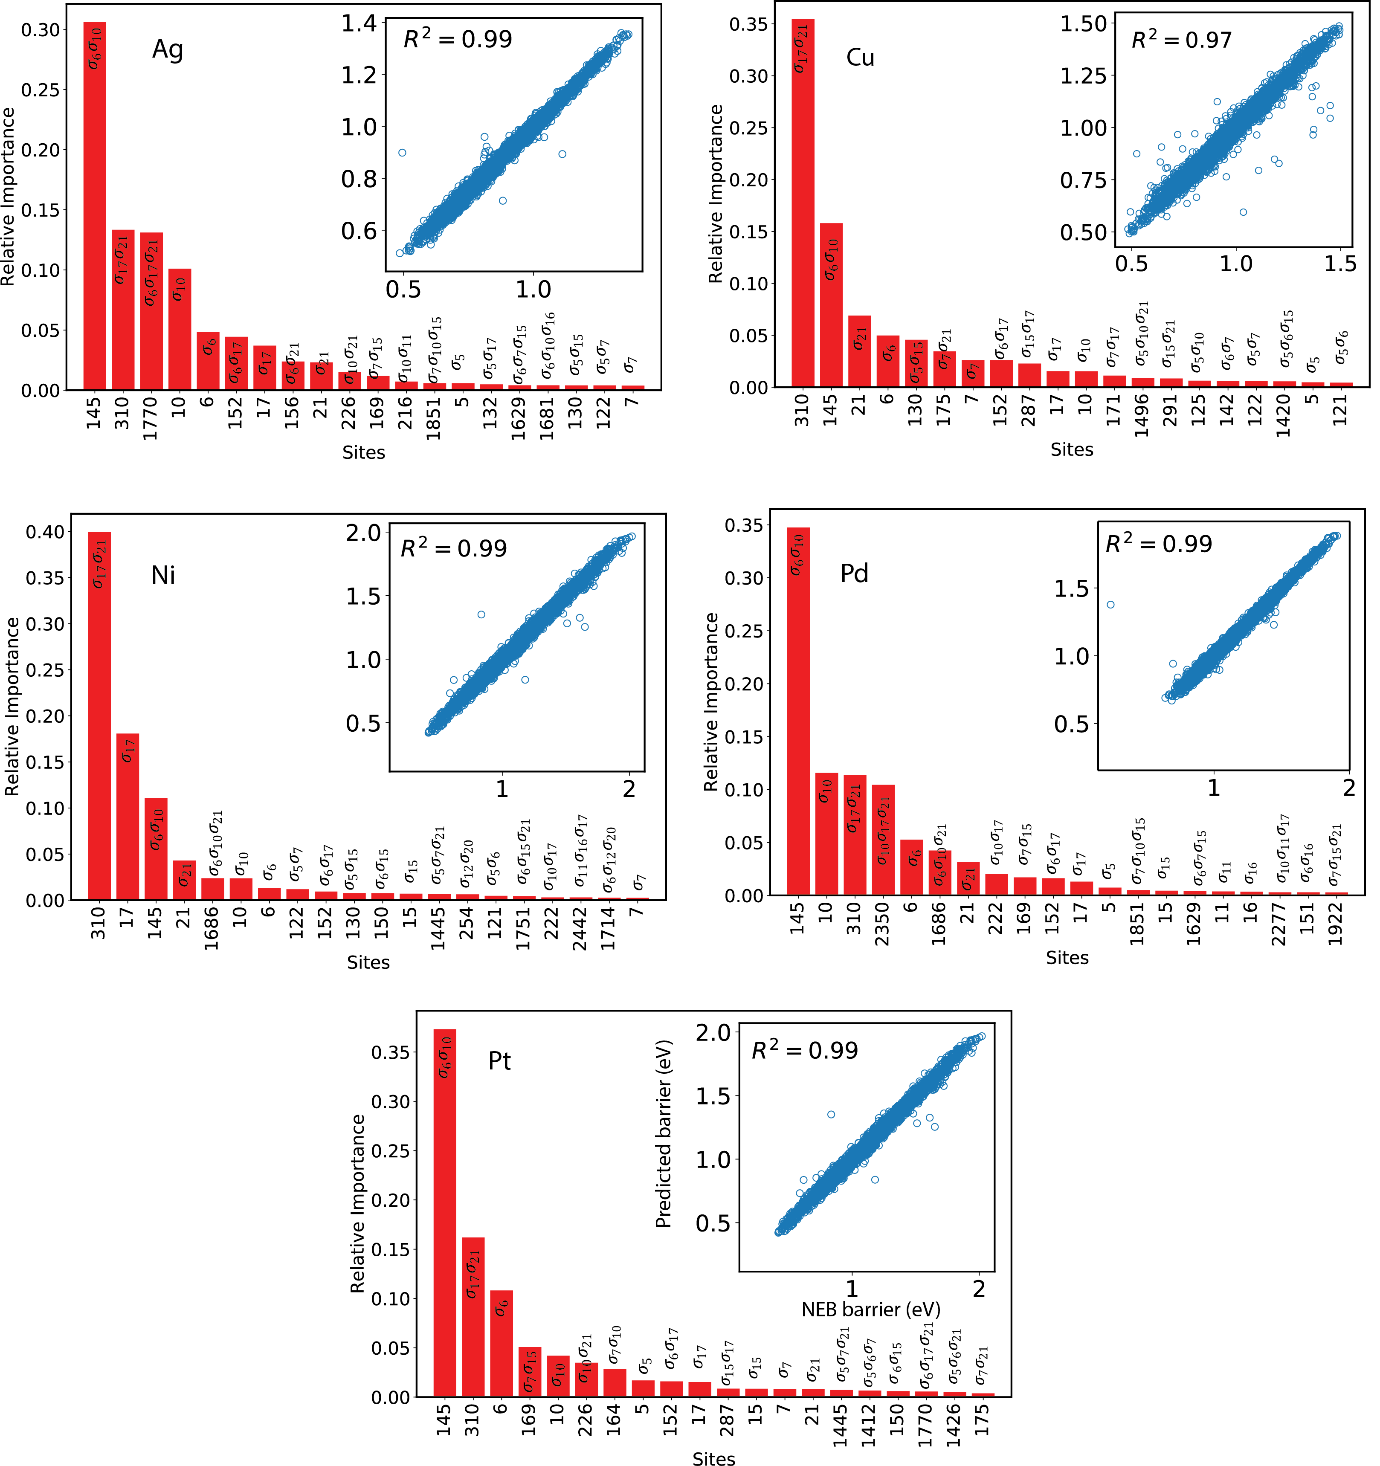 Ag
R² = 0.99
Relative Importance
0.30
0.25
0.20
0.15
0.10
0.05
0.00
1.4
1.2
1.0
0.8
0.6
0.5 1.0
σ₆σ₁₀ σ₁₇σ₂₁ σ₆σ₁₇σ₂₁ σ₁₀ σ₆ σ₆σ₁₇ σ₁₇ σ₆σ₂₁ σ₂₁ σ₁₀σ₂₁ σ₇σ₁₅ σ₁₀σ₁₁ σ₇σ₁₀σ₁₅ σ₅ σ₅σ₁₇ σ₆σ₇σ₁₅ σ₆σ₁₀σ₁₆ σ₅σ₁₅ σ₅σ₇ σ₇
145 310 1770 10 6 152 17 156 21 226 169 216 1851 5 132 1629 1681 130 122 7
Sites
Cu
R² = 0.97
Relative Importance
0.35
0.30
0.25
0.20
0.15
0.10
0.05
0.00
1.50
1.25
1.00
0.75
0.50
0.5 1.0 1.5
σ₁₇σ₂₁ σ₆σ₁₀ σ₂₁ σ₆ σ₅σ₁₅ σ₇σ₂₁ σ₇ σ₆σ₁₇ σ₁₅σ₁₇ σ₁₇ σ₁₀ σ₇σ₁₇ σ₅σ₁₀σ₂₁ σ₁₅σ₂₁ σ₅σ₁₀ σ₆σ₇ σ₅σ₇ σ₅σ₆σ₁₅ σ₅ σ₅σ₆
310 145 21 6 130 175 7 152 287 17 10 171 1496 291 125 142 122 1420 5 121
Sites
Ni
R² = 0.99
Relative Importance
0.40
0.35
0.30
0.25
0.20
0.15
0.10
0.05
0.00
2.0
1.5
1.0
0.5
1 2
σ₁₇σ₂₁ σ₁₇ σ₆σ₁₀ σ₂₁ σ₆σ₁₀σ₂₁ σ₁₀ σ₆ σ₅σ₇ σ₆σ₁₇ σ₅σ₁₅ σ₆σ₁₅ σ₁₅ σ₅σ₇σ₂₁ σ₁₂σ₂₀ σ₅σ₆ σ₆σ₁₅σ₂₁ σ₁₀σ₁₇ σ₁₁σ₁₆σ₁₇ σ₆σ₁₂σ₂₀ σ₇
310 17 145 21 1686 10 6 122 152 130 150 15 1445 254 121 1751 222 2442 1714 7
Sites
Pd
R² = 0.99
Relative Importance
0.35
0.30
0.25
0.20
0.15
0.10
0.05
0.00
1.5
1.0
0.5
1 2
σ₆σ₁₀ σ₁₀ σ₁₇σ₂₁ σ₁₀σ₁₇σ₂₁ σ₆ σ₆σ₁₀σ₂₁ σ₂₁ σ₁₀σ₁₇ σ₇σ₁₅ σ₆σ₁₇ σ₁₇ σ₅ σ₇σ₁₀σ₁₅ σ₁₅ σ₆σ₇σ₁₅ σ₁₁ σ₁₆ σ₁₀σ₁₁σ₁₇ σ₆σ₁₆ σ₇σ₁₅σ₂₁
145 10 310 2350 6 1686 21 222 169 152 17 5 1851 15 1629 11 16 2777 151 1922
Sites
Pt
R² = 0.99
Relative Importance
0.35
0.30
0.25
0.20
0.15
0.10
0.05
0.00
Predicted barrier (eV)
2.0
1.5
1.0
0.5
1 2
NEB barrier (eV)
σ₆σ₁₀ σ₁₇σ₂₁ σ₆ σ₇σ₁₅ σ₁₀ σ₁₀σ₂₁ σ₇σ₁₀ σ₅ σ₆σ₁₇ σ₁₇ σ₁₅σ₁₇ σ₁₅ σ₇ σ₂₁ σ₅σ₇σ₂₁ σ₅σ₆σ₇ σ₆σ₁₅ σ₆σ₁₇σ₂₁ σ₅σ₆σ₂₁ σ₇σ₂₁
145 310 6 169 10 226 164 5 152 17 287 15 7 21 1445 1412 150 1770 1426 175
Sites